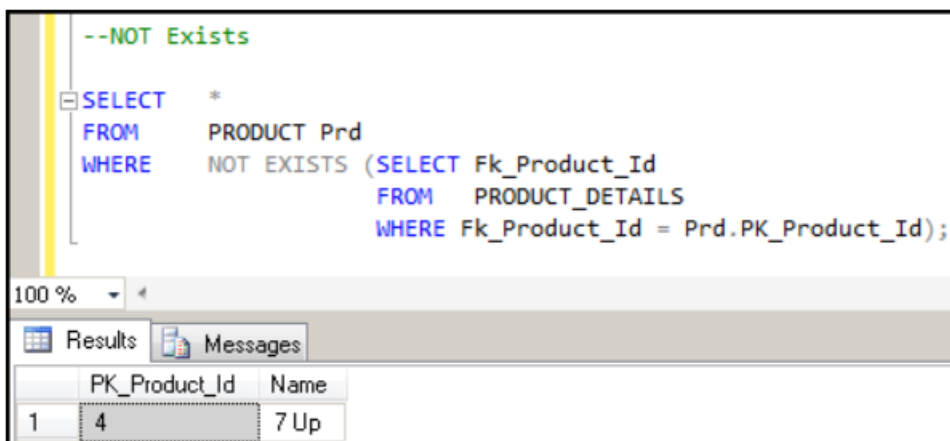 --NOT Exists
SELECT *
FROM PRODUCT Prd
WHERE NOT EXISTS (SELECT Fk_Product_Id
FROM PRODUCT_DETAILS
WHERE Fk_Product_Id = Prd.PK_Product_Id);
100 %
Results Messages
PK_Product_Id Name
1 4 7 Up